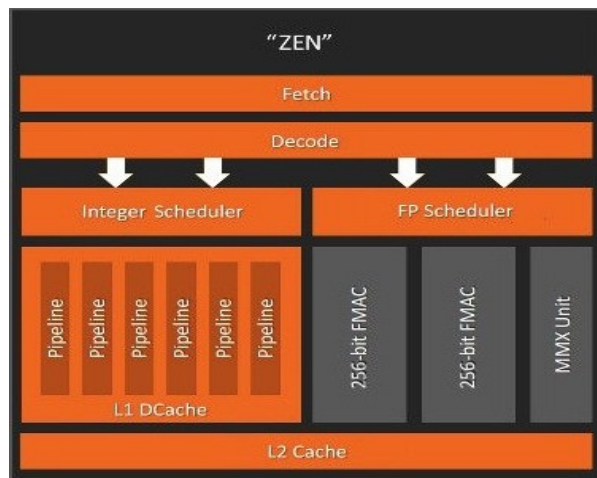 “ZEN”
Fetch
Decode
Integer Scheduler
FP Scheduler
Pipeline
Pipeline
Pipeline
Pipeline
Pipeline
Pipeline
L1 DCache
256-bit FMAC
256-bit FMAC
MMX Unit
L2 Cache